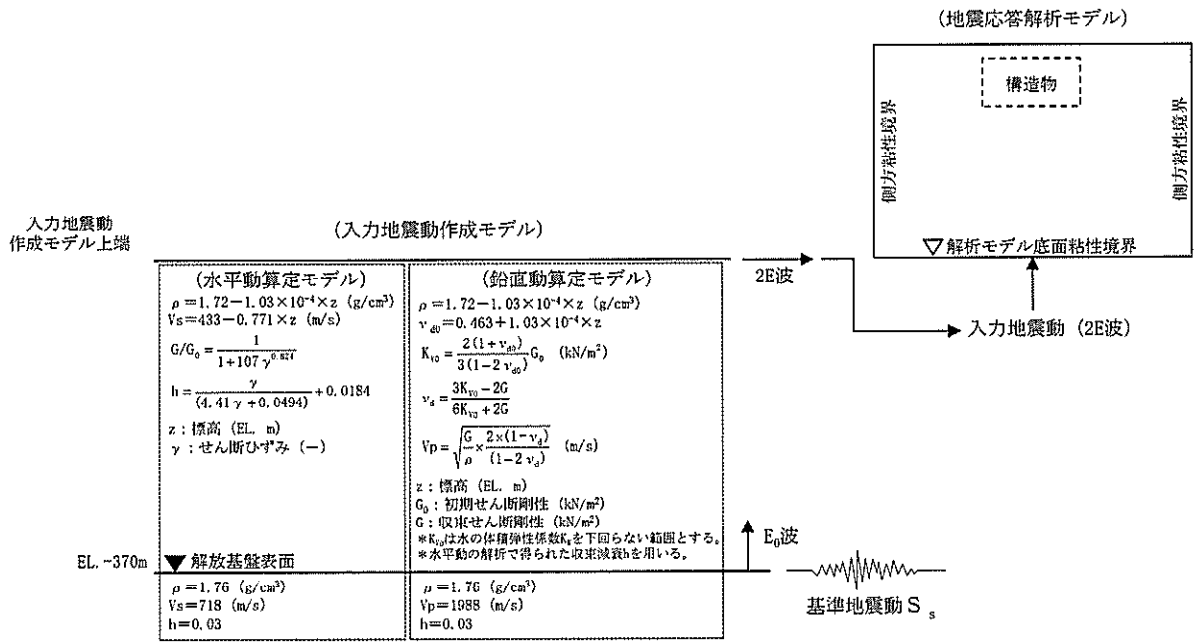 (地震応答解析モデル)
構造物
側方粘性境界
側方粘性境界
▽解析モデル底面粘性境界
入力地震動
作成モデル上端
(入力地震動作成モデル)
2E波
入力地震動 (2E波)
(水平動算定モデル)
ρ=1.72-1.03×10⁻⁴×z (g/cm³)
Vs=433-0.771×z (m/s)
G/G₀=1/(1+107γ^0.824)
h=γ/(4.41γ+0.0494)+0.0184
z:標高 (EL. m)
γ:せん断ひずみ (-)
(鉛直動算定モデル)
ρ=1.72-1.03×10⁻⁴×z (g/cm³)
ν_d0=0.463+1.03×10⁻⁴×z
K_V0=2(1+ν_d0)/3(1-2ν_d0) G₀ (kN/m²)
ν_d=(3K_V0-2G)/(6K_V0+2G)
Vp=√(G/ρ×2×(1-ν_d)/(1-2ν_d)) (m/s)
z:標高 (EL. m)
G₀:初期せん断剛性 (kN/m²)
G:収束せん断剛性 (kN/m²)
*K_V0は水の体積弾性係数を下回らない範囲とする。
*水平動の解析で得られた収束減衰hを用いる。
EL.-370m
▼解放基盤表面
E₀波
ρ=1.76 (g/cm³)
Vs=718 (m/s)
h=0.03
ρ=1.76 (g/cm³)
Vp=1988 (m/s)
h=0.03
基準地震動Sₛ